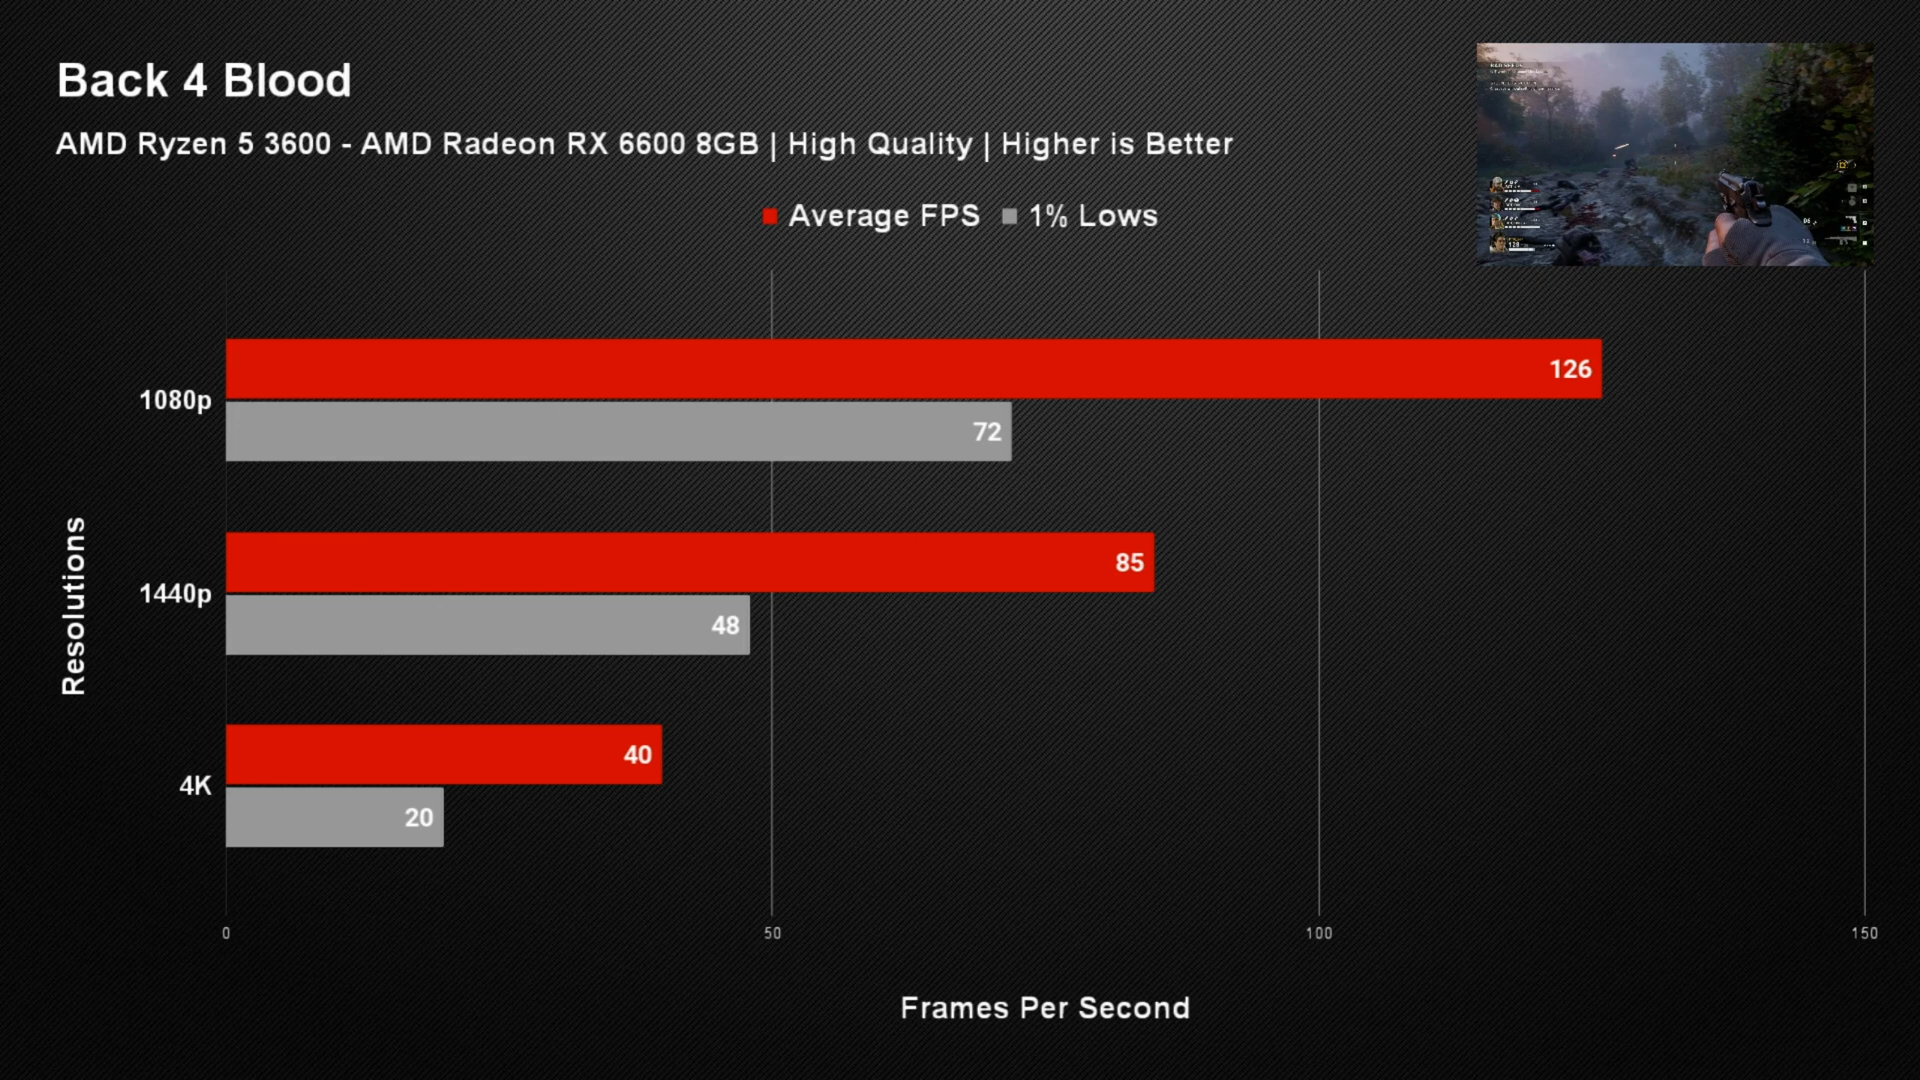 Back 4 Blood
AMD Ryzen 5 3600 - AMD Radeon RX 6600 8GB | High Quality | Higher is Better
Average FPS 1% Lows
1080p
126
72
1440p
85
48
4K
40
20
Resolutions
0 50 100 150
Frames Per Second